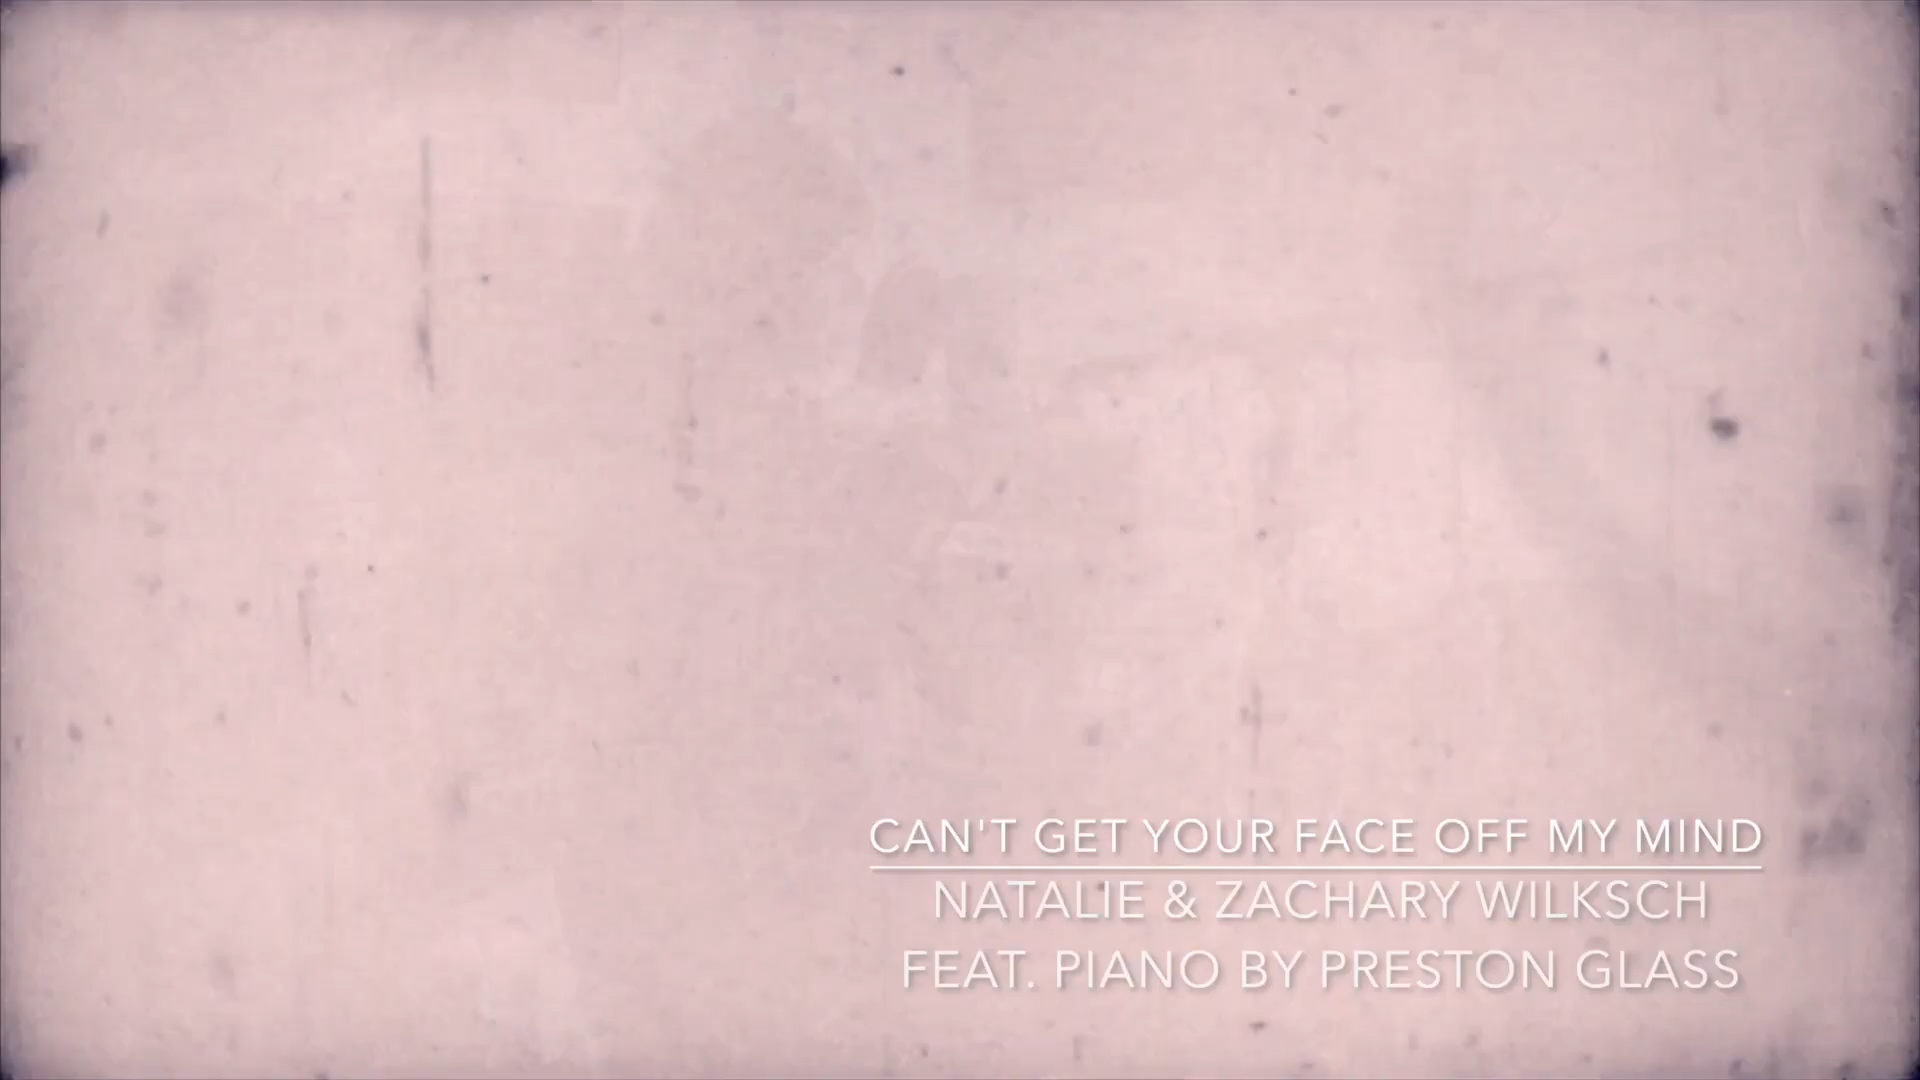 CAN'T GET YOUR FACE OFF MY MIND
NATALIE & ZACHARY WILKSCH
FEAT. PIANO BY PRESTON GLASS